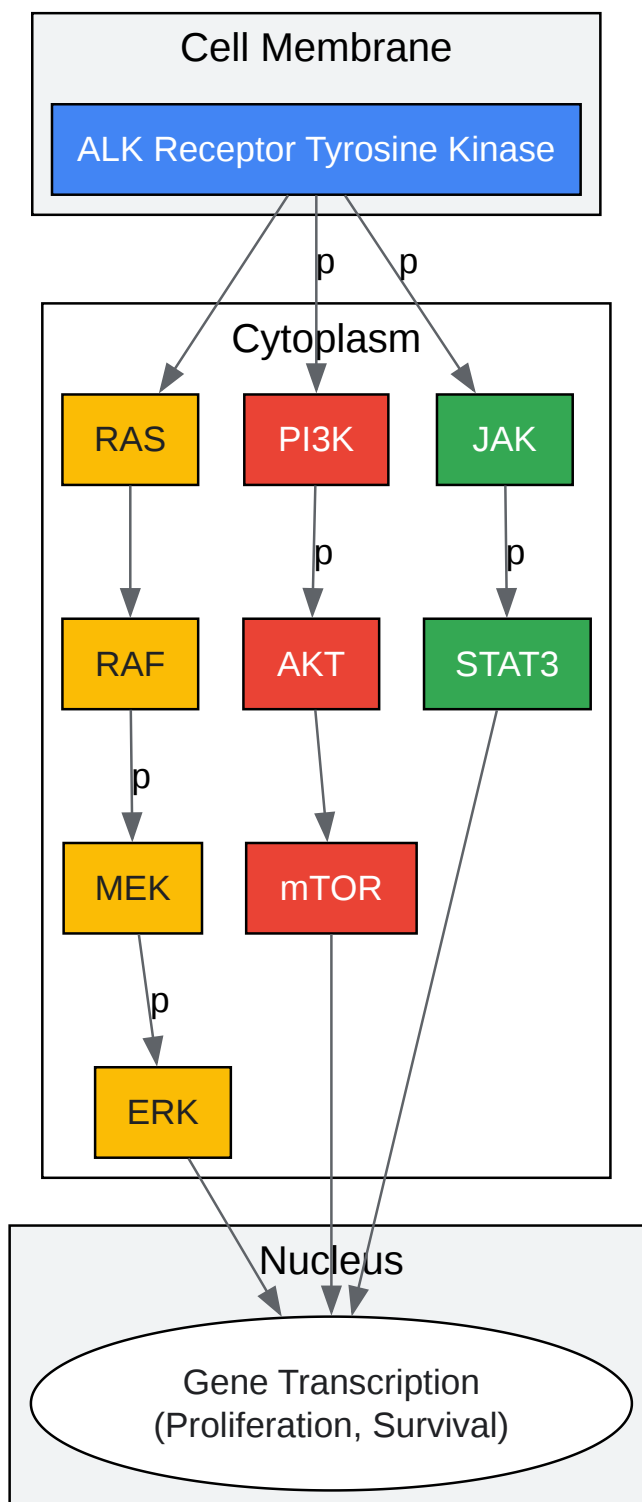 Cell Membrane
ALK Receptor Tyrosine Kinase
p
p
Cytoplasm
RAS
PI3K
JAK
p
p
RAF
AKT
STAT3
p
MEK
mTOR
p
ERK
Nucleus
Gene Transcription
(Proliferation, Survival)